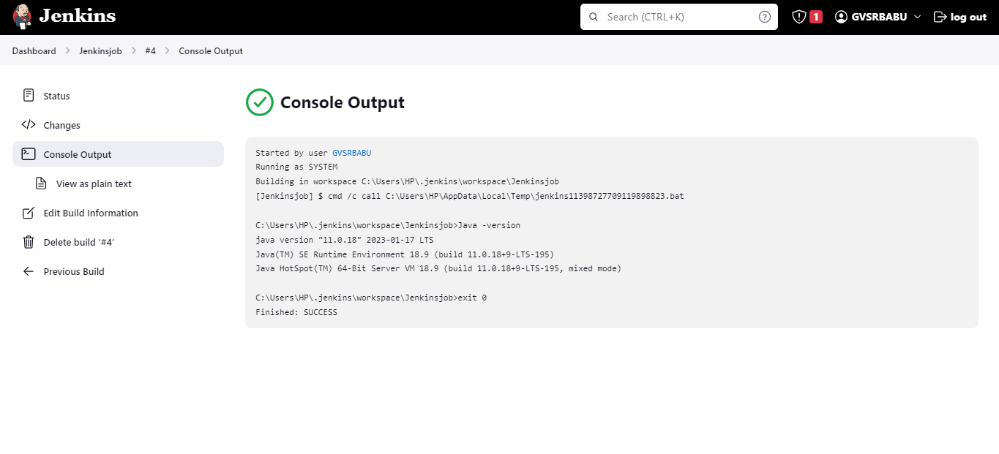 Jenkins
Search (CTRL+K)
1
GVSRBABU
log out
Dashboard
Jenkinsjob
#4
Console Output
Status
Changes
Console Output
View as plain text
Edit Build Information
Delete build ‘#4’
Previous Build
Console Output
Started by user GVSRBABU
Running as SYSTEM
Building in workspace C:\Users\HP\.jenkins\workspace\Jenkinsjob
[Jenkinsjob] $ cmd /c call C:\Users\HP\AppData\Local\Temp\jenkins11398727709119898823.bat
C:\Users\HP\.jenkins\workspace\Jenkinsjob>Java -version
java version "11.0.18" 2023-01-17 LTS
Java(TM) SE Runtime Environment 18.9 (build 11.0.18+9-LTS-195)
Java HotSpot(TM) 64-Bit Server VM 18.9 (build 11.0.18+9-LTS-195, mixed mode)
C:\Users\HP\.jenkins\workspace\Jenkinsjob>exit 0
Finished: SUCCESS